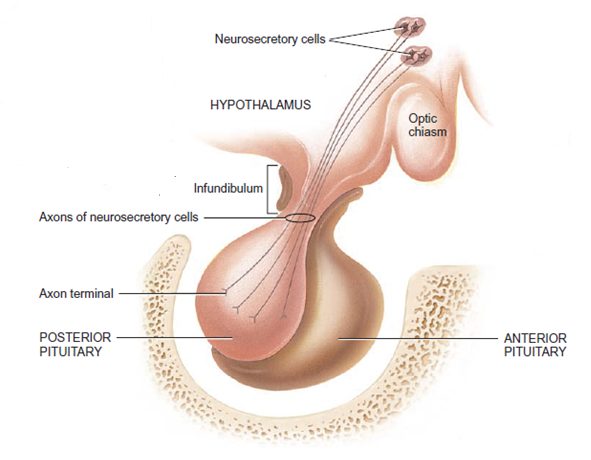 Neurosecretory cells
HYPOTHALAMUS
Optic
chiasm
Infundibulum
Axons of neurosecretory cells
Axon terminal
POSTERIOR
PITUITARY
ANTERIOR
PITUITARY